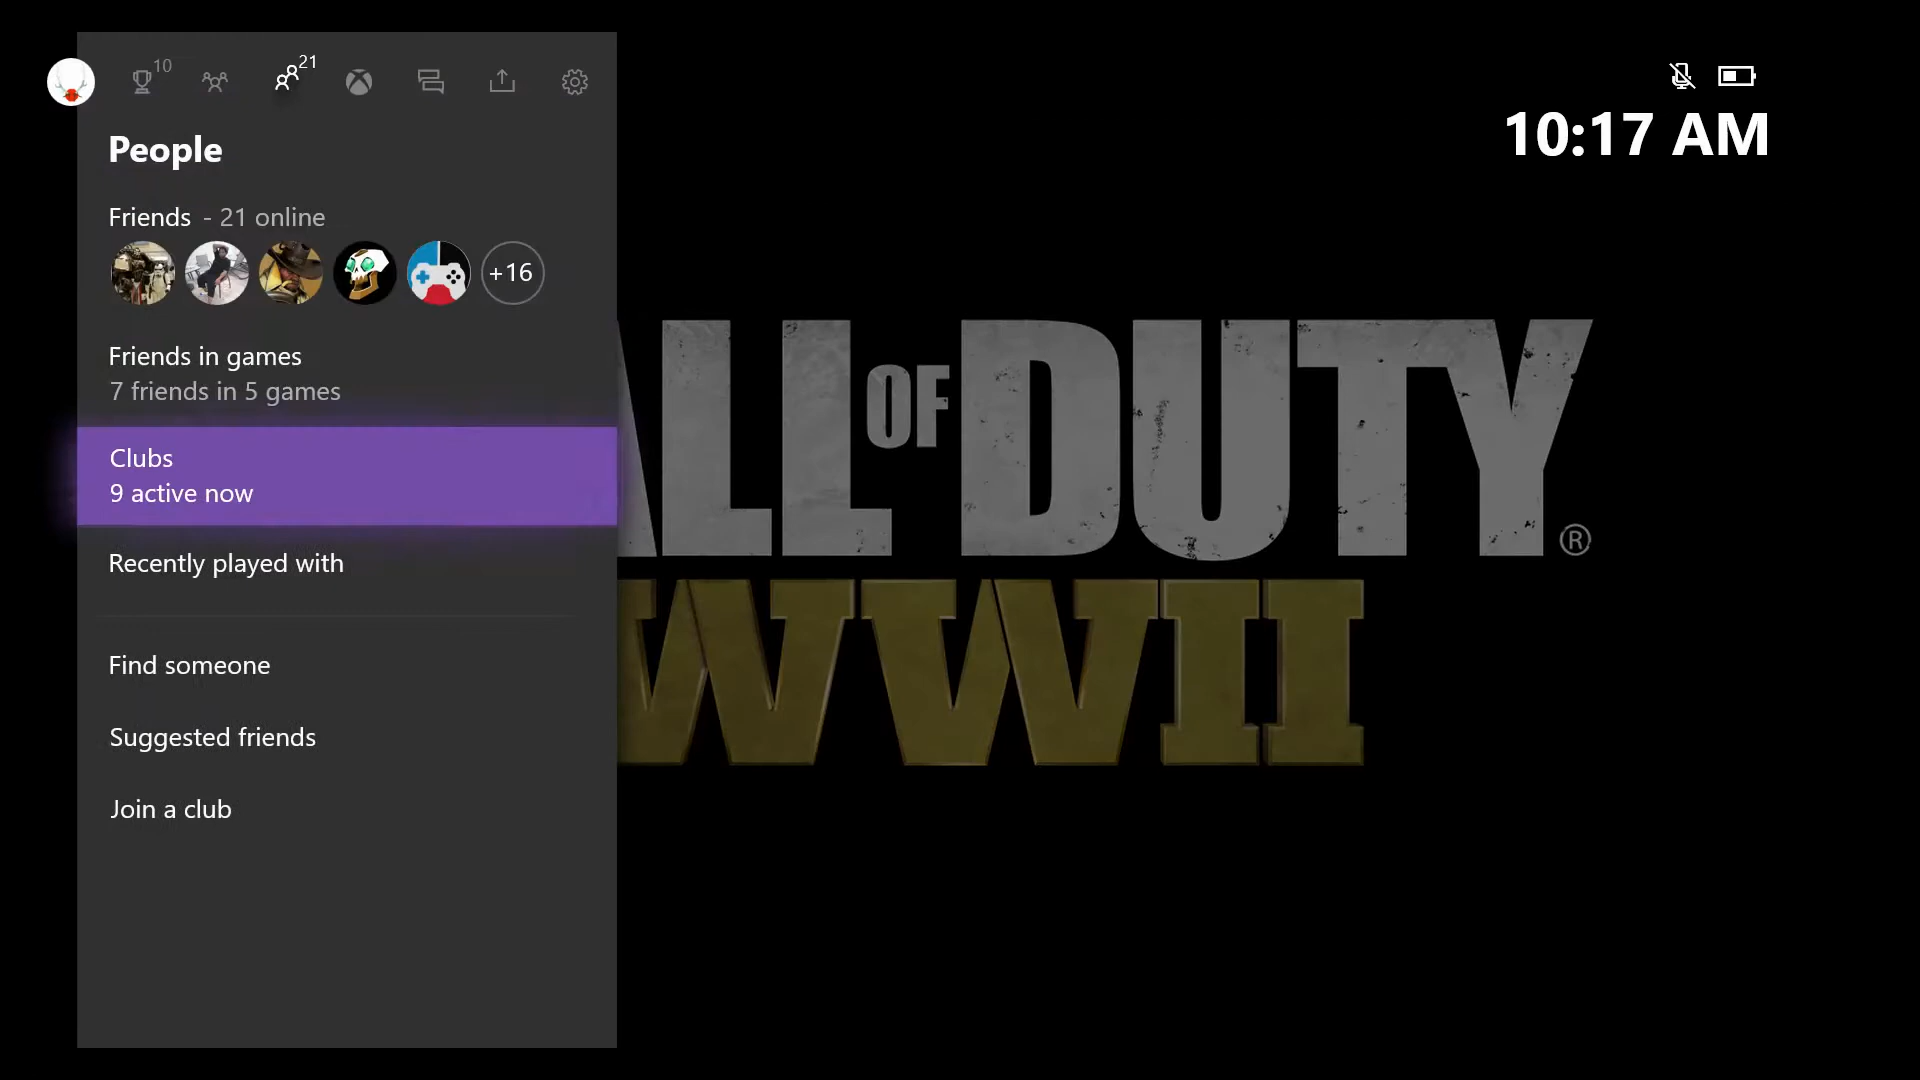 10
21
10:17 AM
People
Friends - 21 online
+16
Friends in games
7 friends in 5 games
Clubs
9 active now
Recently played with
Find someone
Suggested friends
Join a club
ALL OF DUTY®
WWII